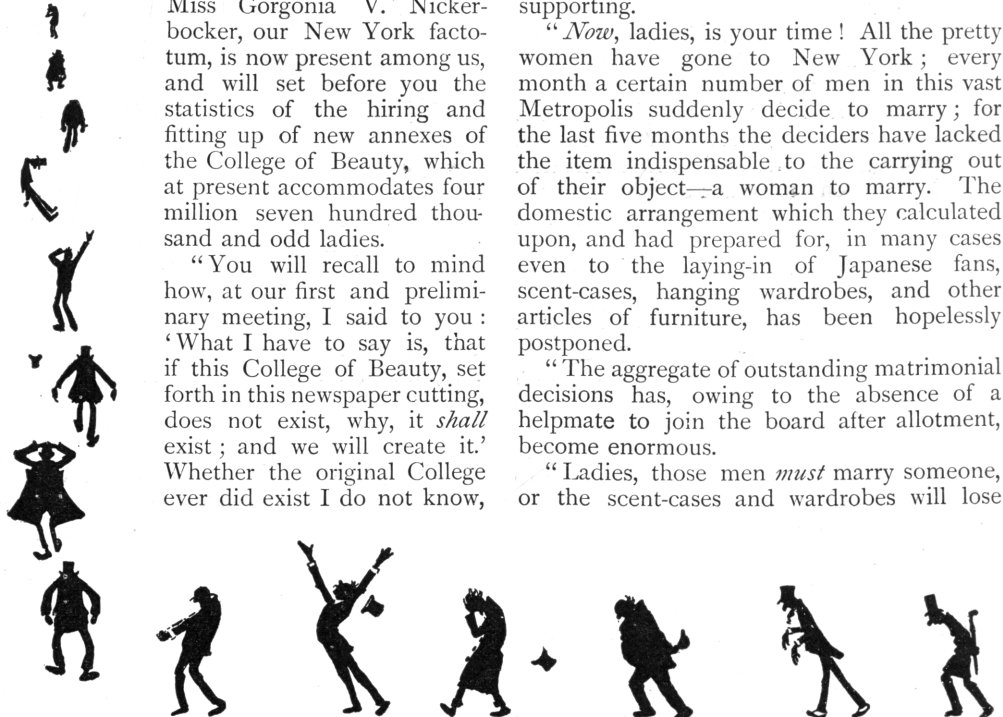 Miss Gorgonia V. Nicker-
bocker, our New York facto-
tum, is now present among us,
and will set before you the
statistics of the hiring and
fitting up of new annexes of
the College of Beauty, which
at present accommodates four
million seven hundred thou-
sand and odd ladies.
“You will recall to mind
how, at our first and prelimi-
nary meeting, I said to you :
‘What I have to say is, that
if this College of Beauty, set
forth in this newspaper cutting,
does not exist, why, it shall
exist ; and we will create it.’
Whether the original College
ever did exist I do not know,
supporting.
“Now, ladies, is your time ! All the pretty
women have gone to New York ; every
month a certain number of men in this vast
Metropolis suddenly decide to marry ; for
the last five months the deciders have lacked
the item indispensable to the carrying out
of their object—a woman to marry. The
domestic arrangement which they calculated
upon, and had prepared for, in many cases
even to the laying-in of Japanese fans,
scent-cases, hanging wardrobes, and other
articles of furniture, has been hopelessly
postponed.
“The aggregate of outstanding matrimonial
decisions has, owing to the absence of a
helpmate to join the board after allotment,
become enormous.
“Ladies, those men must marry someone,
or the scent-cases and wardrobes will lose